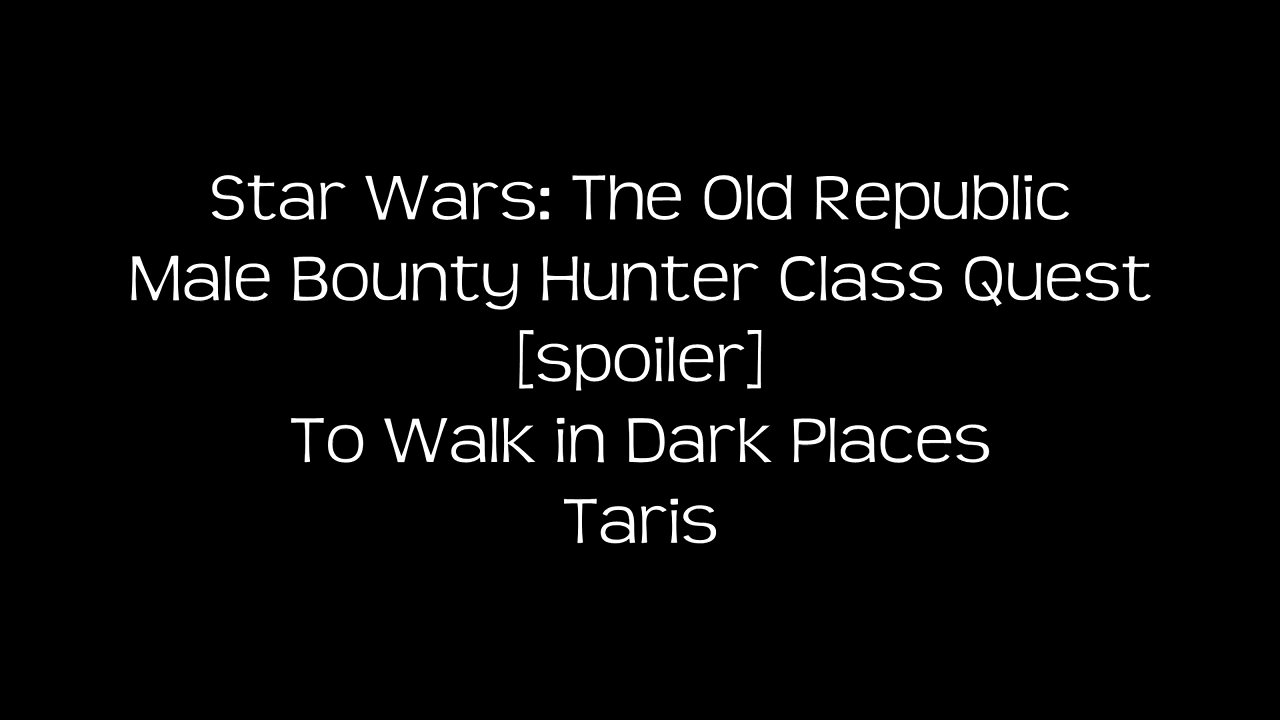 Star Wars: The Old Republic
Male Bounty Hunter Class Quest
[spoiler]
To Walk in Dark Places
Taris